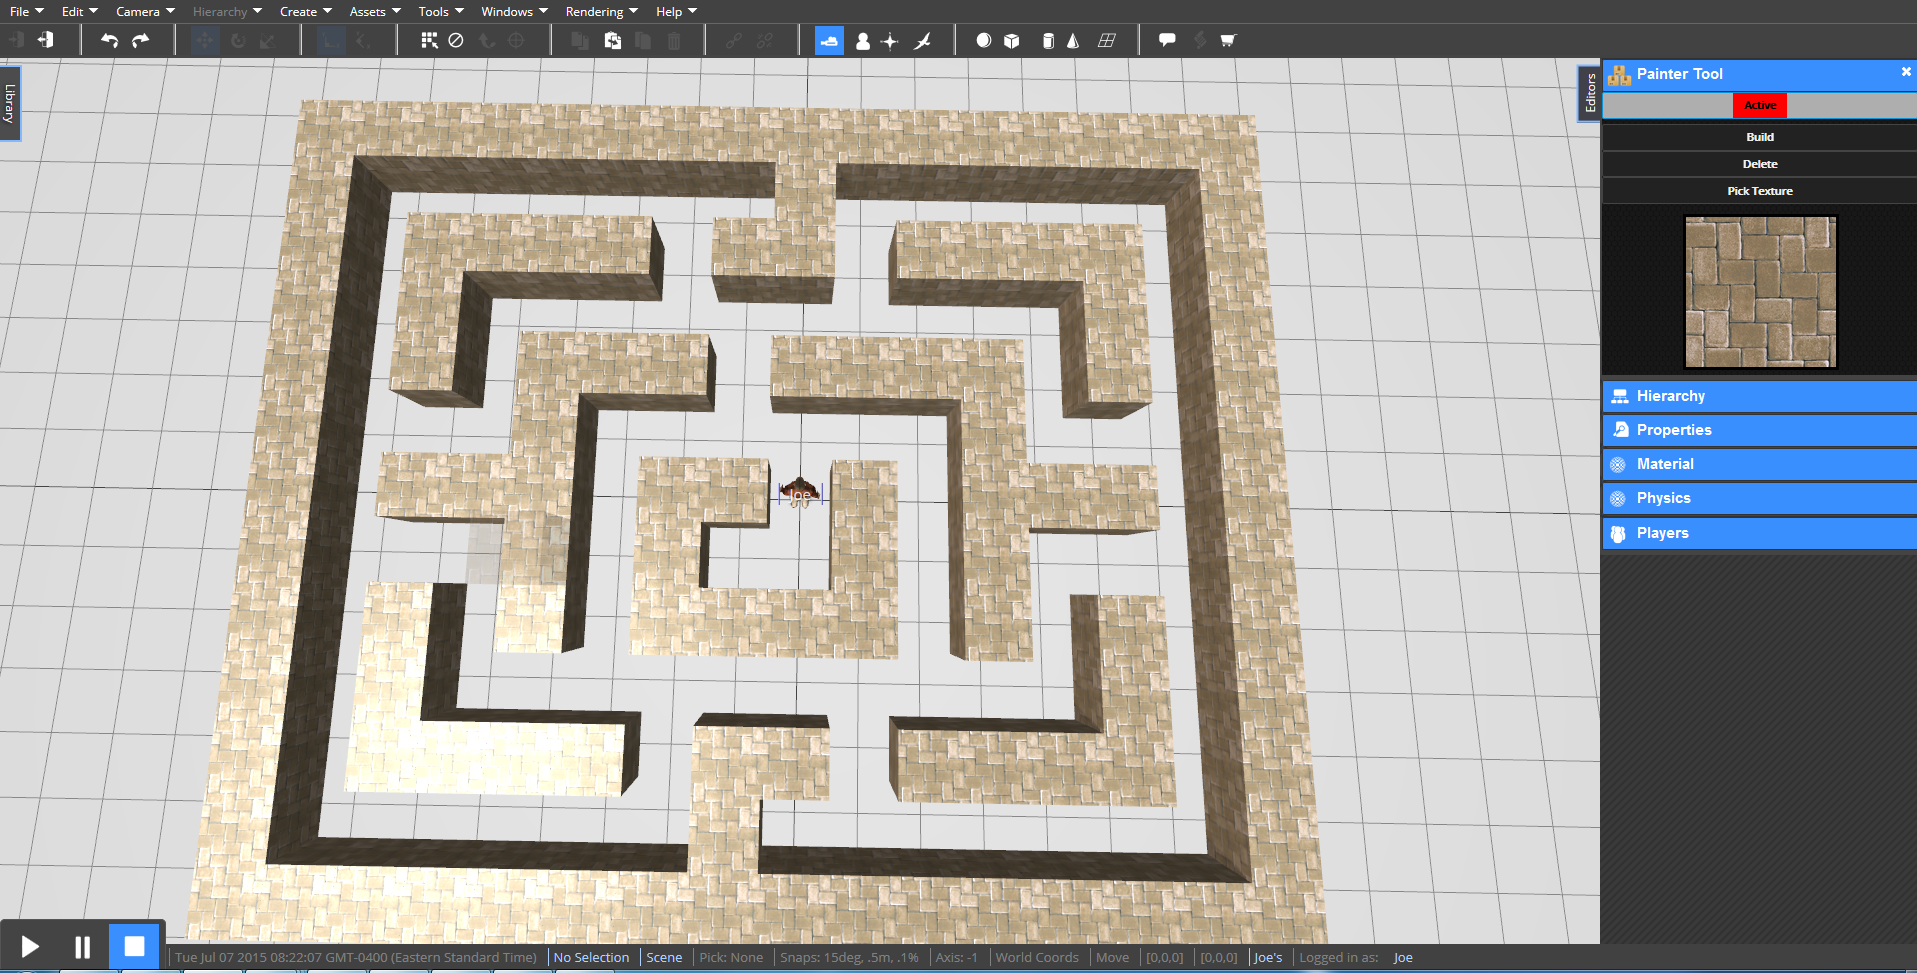 File Edit Camera Hierarchy Create Assets Tools Windows Rendering Help
Library
Editors
Painter Tool
Active
Build
Delete
Pick Texture
Hierarchy
Properties
Material
Physics
Players
Joe
Tue Jul 07 2015 08:22:07 GMT-0400 (Eastern Standard Time) No Selection Scene Pick: None Snaps: 15deg, .5m, .1% Axis: -1 World Coords Move [0,0,0] [0,0,0] Joe's Logged in as: Joe